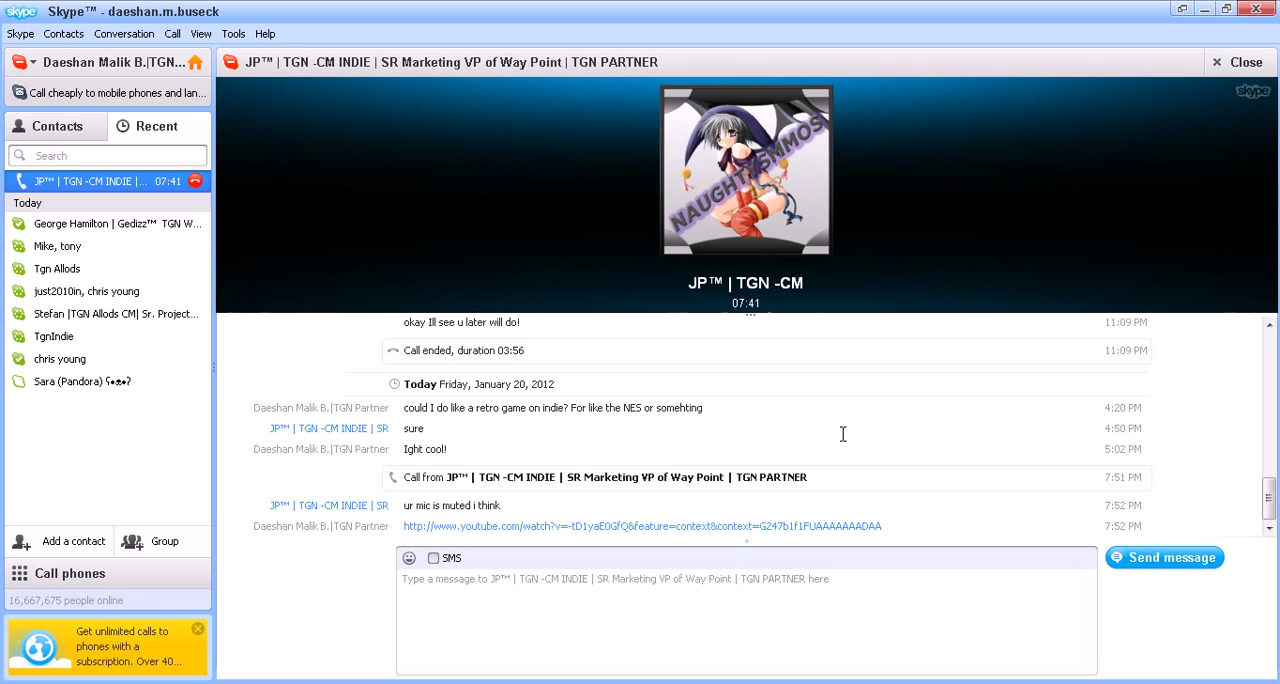 skype Skype™ - daeshan.m.buseck
Skype Contacts Conversation Call View Tools Help
Daeshan Malik B.|TGN...
JP™ | TGN -CM INDIE | SR Marketing VP of Way Point | TGN PARTNER
Close
Call cheaply to mobile phones and lan...
skype
Contacts
Recent
Search
JP™ | TGN -CM INDIE |... 07:41
Today
George Hamilton | Gedizz™ TGN W...
Mike, tony
Tgn Allods
just2010in, chris young
Stefan |TGN Allods CM| Sr. Project...
TgnIndie
chris young
Sara (Pandora) ʕ•ᴥ•ʔ
Add a contact
Group
Call phones
16,667,675 people online
Get unlimited calls to
phones with a
subscription. Over 40...
NAUGHTYSMMOS
JP™ | TGN -CM
07:41
okay Ill see u later will do! 11:09 PM
Call ended, duration 03:56 11:09 PM
Today Friday, January 20, 2012
Daeshan Malik B.|TGN Partner could I do like a retro game on indie? For like the NES or somehting 4:20 PM
JP™ | TGN -CM INDIE | SR sure 4:50 PM
Daeshan Malik B.|TGN Partner Ight cool! 5:02 PM
Call from JP™ | TGN -CM INDIE | SR Marketing VP of Way Point | TGN PARTNER 7:51 PM
JP™ | TGN -CM INDIE | SR ur mic is muted i think 7:52 PM
Daeshan Malik B.|TGN Partner http://www.youtube.com/watch?v=-tD1yaE0GfQ&feature=context&context=G247b1f1FUAAAAAAADAA 7:52 PM
SMS
Send message
Type a message to JP™ | TGN -CM INDIE | SR Marketing VP of Way Point | TGN PARTNER here